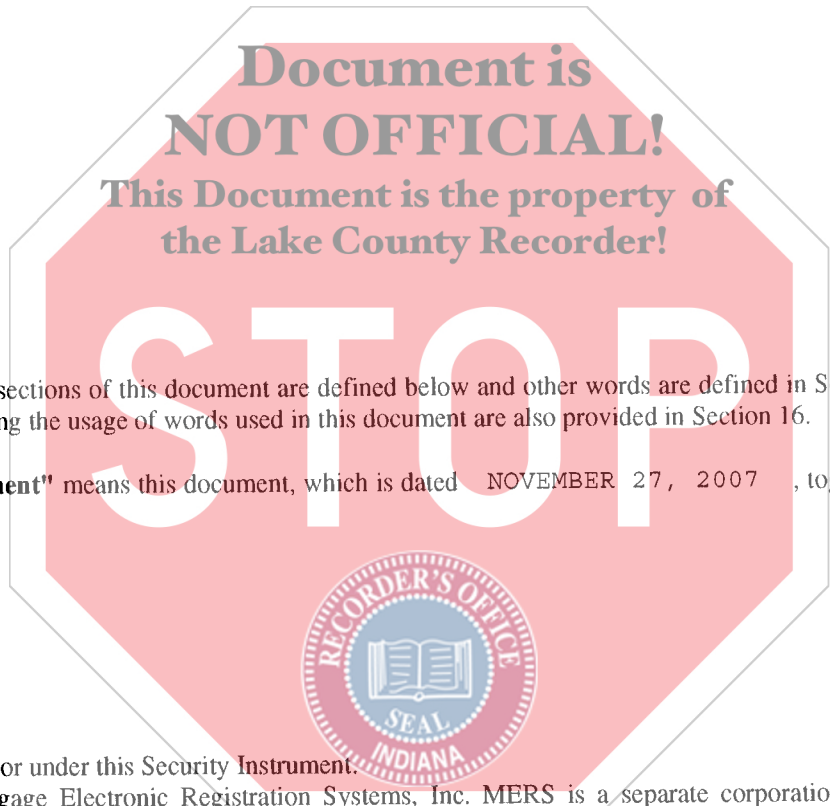 Document is
NOT OFFICIAL!
This Document is the property of
the Lake County Recorder!
STOP
sections of this document are defined below and other words are defined in S
ng the usage of words used in this document are also provided in Section 16.
ent" means this document, which is dated NOVEMBER 27, 2007 , to
RECORDER'S OFFICE
SEAL
INDIANA
or under this Security Instrument.
gage Electronic Registration Systems, Inc. MERS is a separate corporatio